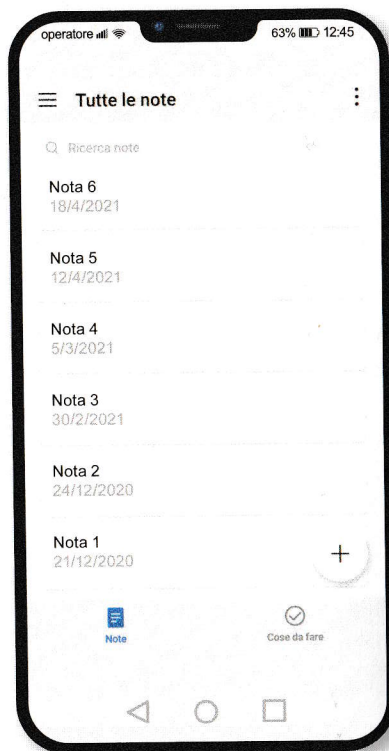 operatore 63% 12:45
Tutte le note
Ricerca note
Nota 6
18/4/2021
Nota 5
12/4/2021
Nota 4
5/3/2021
Nota 3
30/2/2021
Nota 2
24/12/2020
Nota 1
21/12/2020
+
Note Cose da fare